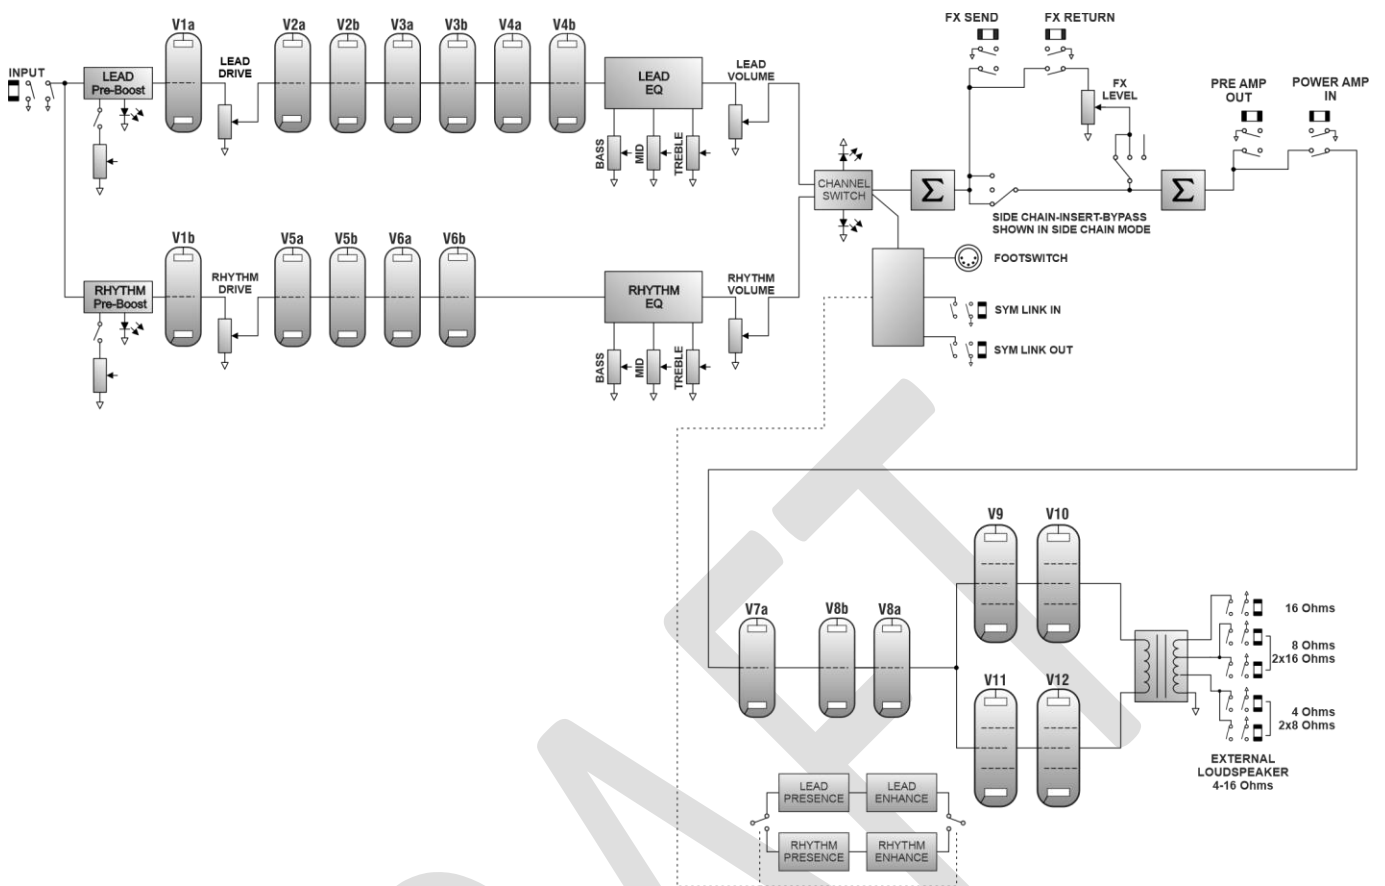 FX SEND
FX RETURN
V1a
V2a
V2b
V3a
V3b
V4a
V4b
INPUT
LEAD
Pre-Boost
LEAD
DRIVE
LEAD
EQ
LEAD
VOLUME
FX
LEVEL
PRE AMP
OUT
POWER AMP
IN
BASS
MID
TREBLE
CHANNEL
SWITCH
Σ
Σ
SIDE CHAIN-INSERT-BYPASS
SHOWN IN SIDE CHAIN MODE
V1b
V5a
V5b
V6a
V6b
RHYTHM
Pre-Boost
RHYTHM
DRIVE
RHYTHM
EQ
RHYTHM
VOLUME
FOOTSWITCH
SYM LINK IN
SYM LINK OUT
BASS
MID
TREBLE
V9
V10
V7a
V8b
V8a
16 Ohms
8 Ohms
2x16 Ohms
V11
V12
4 Ohms
2x8 Ohms
EXTERNAL
LOUDSPEAKER
4-16 Ohms
LEAD
PRESENCE
LEAD
ENHANCE
RHYTHM
PRESENCE
RHYTHM
ENHANCE